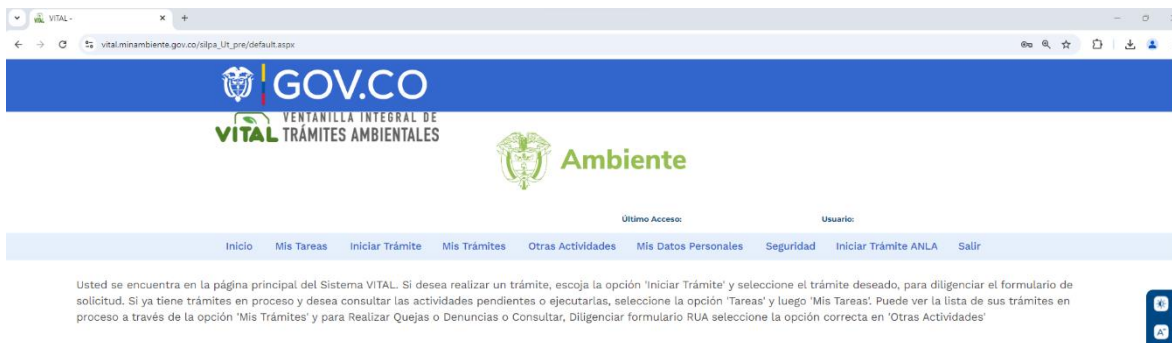 VITAL -
vital.minambiente.gov.co/silpa_Ut_pre/default.aspx
GOV.CO
VITAL
VENTANILLA INTEGRAL DE
TRÁMITES AMBIENTALES
Ambiente
Último Acceso: Usuario:
Inicio Mis Tareas Iniciar Trámite Mis Trámites Otras Actividades Mis Datos Personales Seguridad Iniciar Trámite ANLA Salir
Usted se encuentra en la página principal del Sistema VITAL. Si desea realizar un trámite, escoja la opción 'Iniciar Trámite' y seleccione el trámite deseado, para diligenciar el formulario de
solicitud. Si ya tiene trámites en proceso y desea consultar las actividades pendientes o ejecutarlas, seleccione la opción 'Tareas' y luego 'Mis Tareas'. Puede ver la lista de sus trámites en
proceso a través de la opción 'Mis Trámites' y para Realizar Quejas o Denuncias o Consultar, Diligenciar formulario RUA seleccione la opción correcta en 'Otras Actividades'